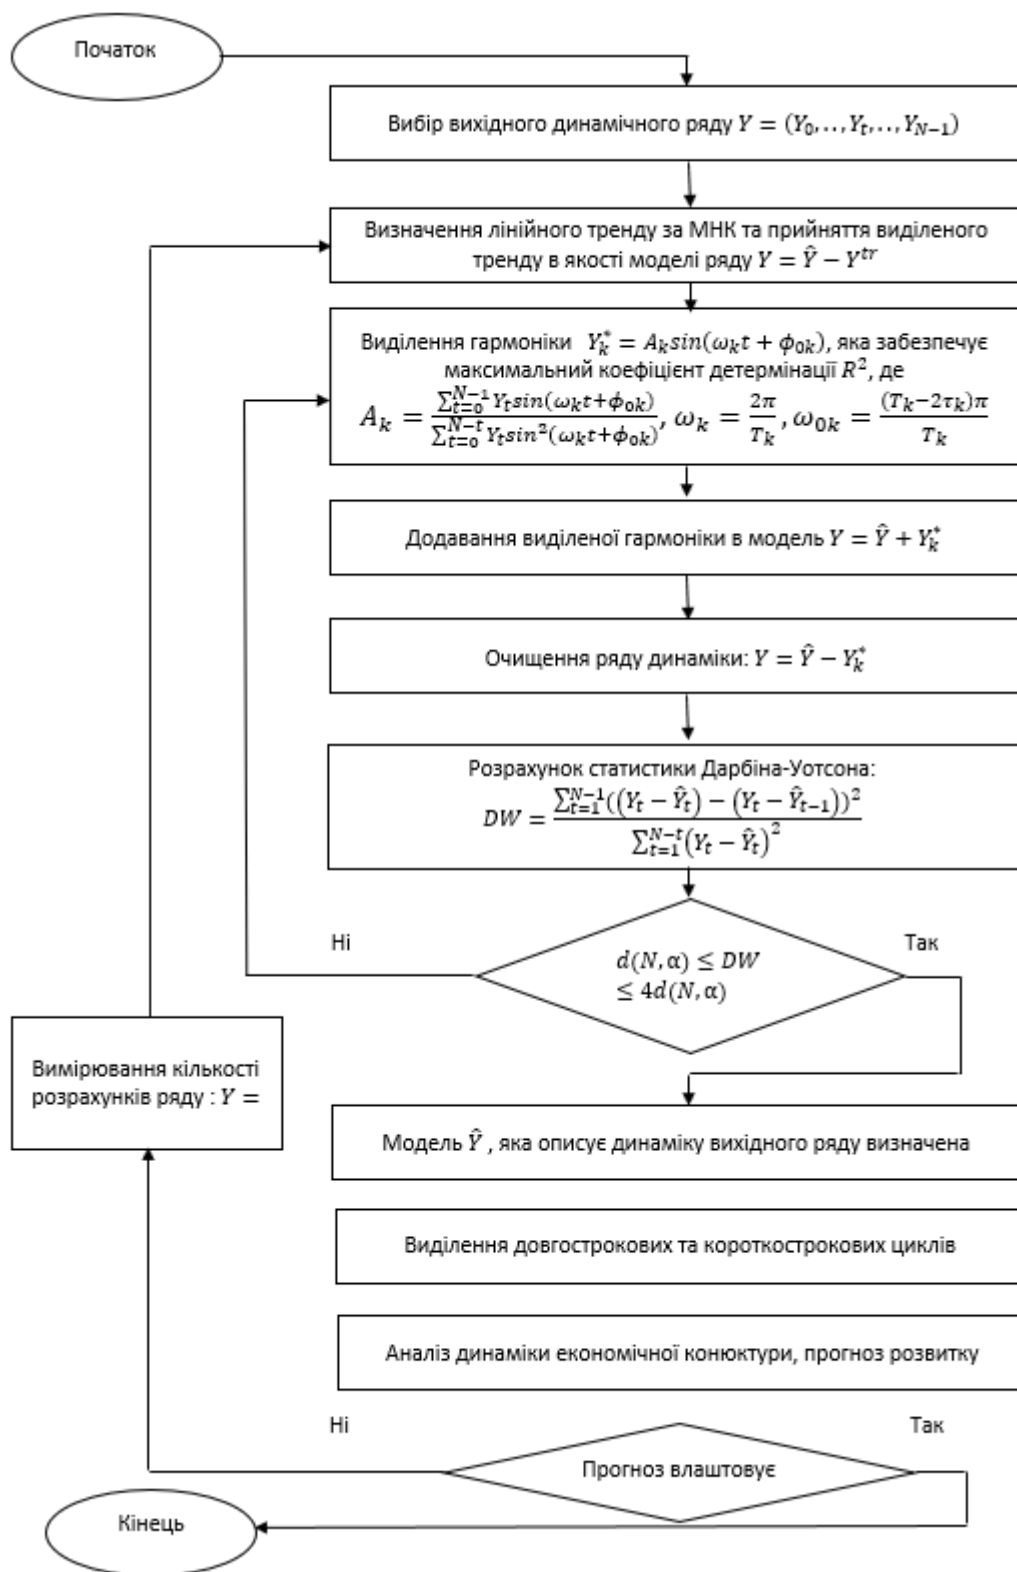 Початок
Вибір вихідного динамічного ряду Y = (Y₀,..,Yₜ,..,Y_{N−1})
Визначення лінійного тренду за МНК та прийняття виділеного
тренду в якості моделі ряду Y = Ŷ − Y^{tr}
Виділення гармоніки Y*ₖ = Aₖsin(ωₖt + ϕ₀ₖ), яка забезпечує
максимальний коефіцієнт детермінації R², де
Aₖ = \frac{∑_{t=0}^{N−1} Yₜsin(ωₖt+ϕ₀ₖ)}{∑_{t=0}^{N−t} Yₜsin²(ωₖt+ϕ₀ₖ)}, ωₖ = \frac{2π}{Tₖ}, ω₀ₖ = \frac{(Tₖ−2τₖ)π}{Tₖ}
Додавання виділеної гармоніки в модель Y = Ŷ + Y*ₖ
Очищення ряду динаміки: Y = Ŷ − Y*ₖ
Розрахунок статистики Дарбіна-Уотсона:
DW = \frac{∑_{t=1}^{N−1}((Yₜ − Ŷₜ) − (Yₜ − Ŷ_{t−1}))²}{∑_{t=1}^{N−t}(Yₜ − Ŷₜ)²}
Ні
Так
d(N, α) ≤ DW
≤ 4d(N, α)
Вимірювання кількості
розрахунків ряду : Y =
Модель Ŷ , яка описує динаміку вихідного ряду визначена
Виділення довгострокових та короткострокових циклів
Аналіз динаміки економічної конюктури, прогноз розвитку
Ні
Так
Прогноз влаштовує
Кінець